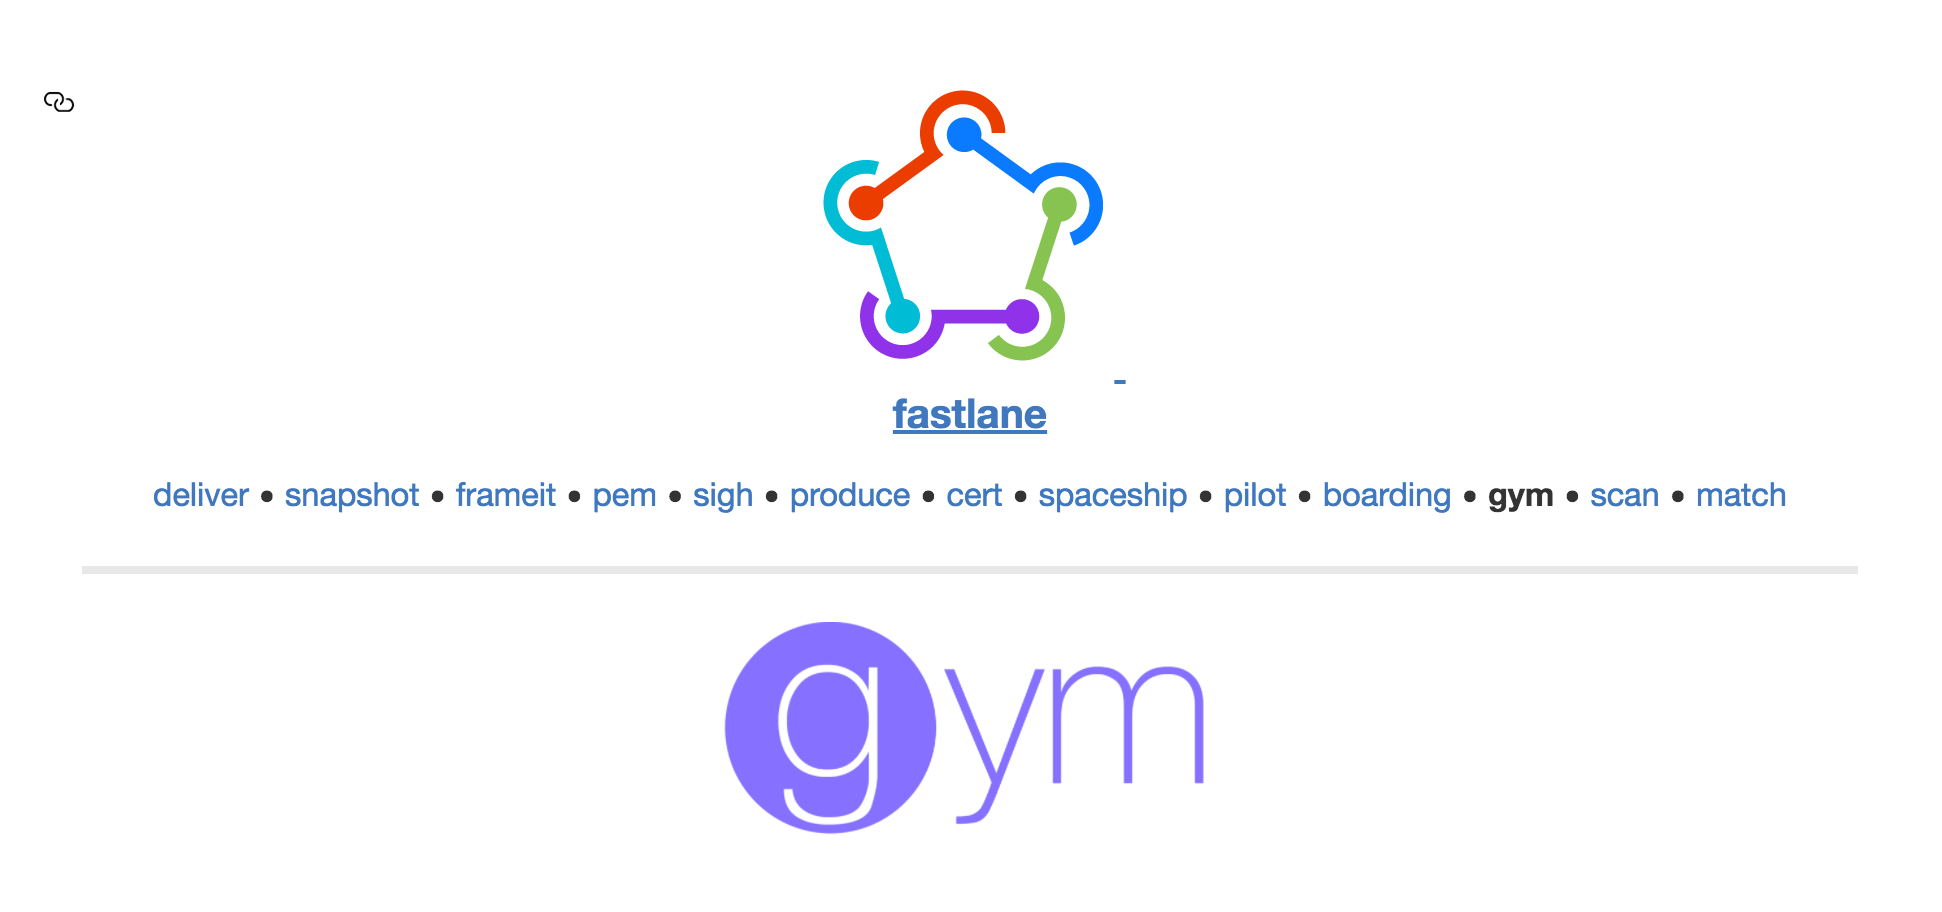 fastlane
deliver • snapshot • frameit • pem • sigh • produce • cert • spaceship • pilot • boarding • gym • scan • match
gym